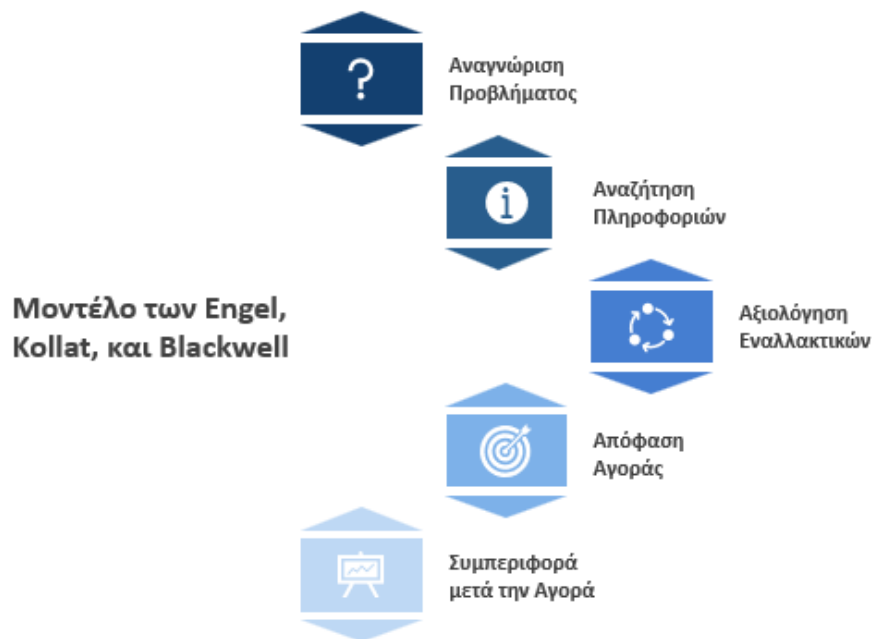 Αναγνώριση
Προβλήματος
Αναζήτηση
Πληροφοριών
Μοντέλο των Engel,
Kollat, και Blackwell
Αξιολόγηση
Εναλλακτικών
Απόφαση
Αγοράς
Συμπεριφορά
μετά την Αγορά